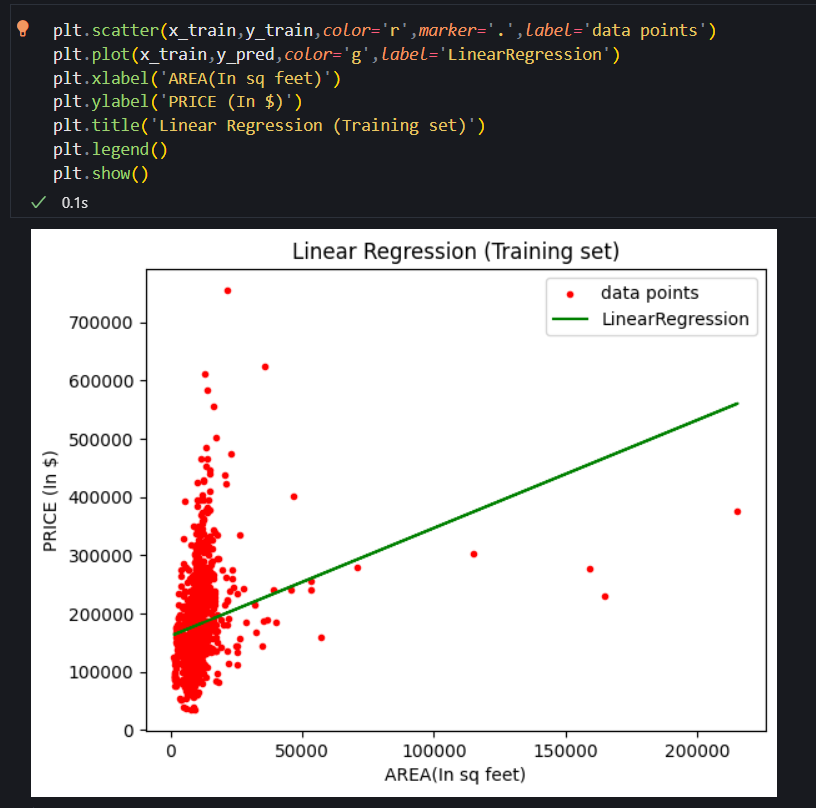 plt.scatter(x_train,y_train,color='r',marker='.',label='data points')
plt.plot(x_train,y_pred,color='g',label='LinearRegression')
plt.xlabel('AREA(In sq feet)')
plt.ylabel('PRICE (In $)')
plt.title('Linear Regression (Training set)')
plt.legend()
plt.show()
0.1s
Linear Regression (Training set)
data points
LinearRegression
700000
600000
500000
400000
300000
200000
100000
0
PRICE (In $)
0 50000 100000 150000 200000
AREA(In sq feet)